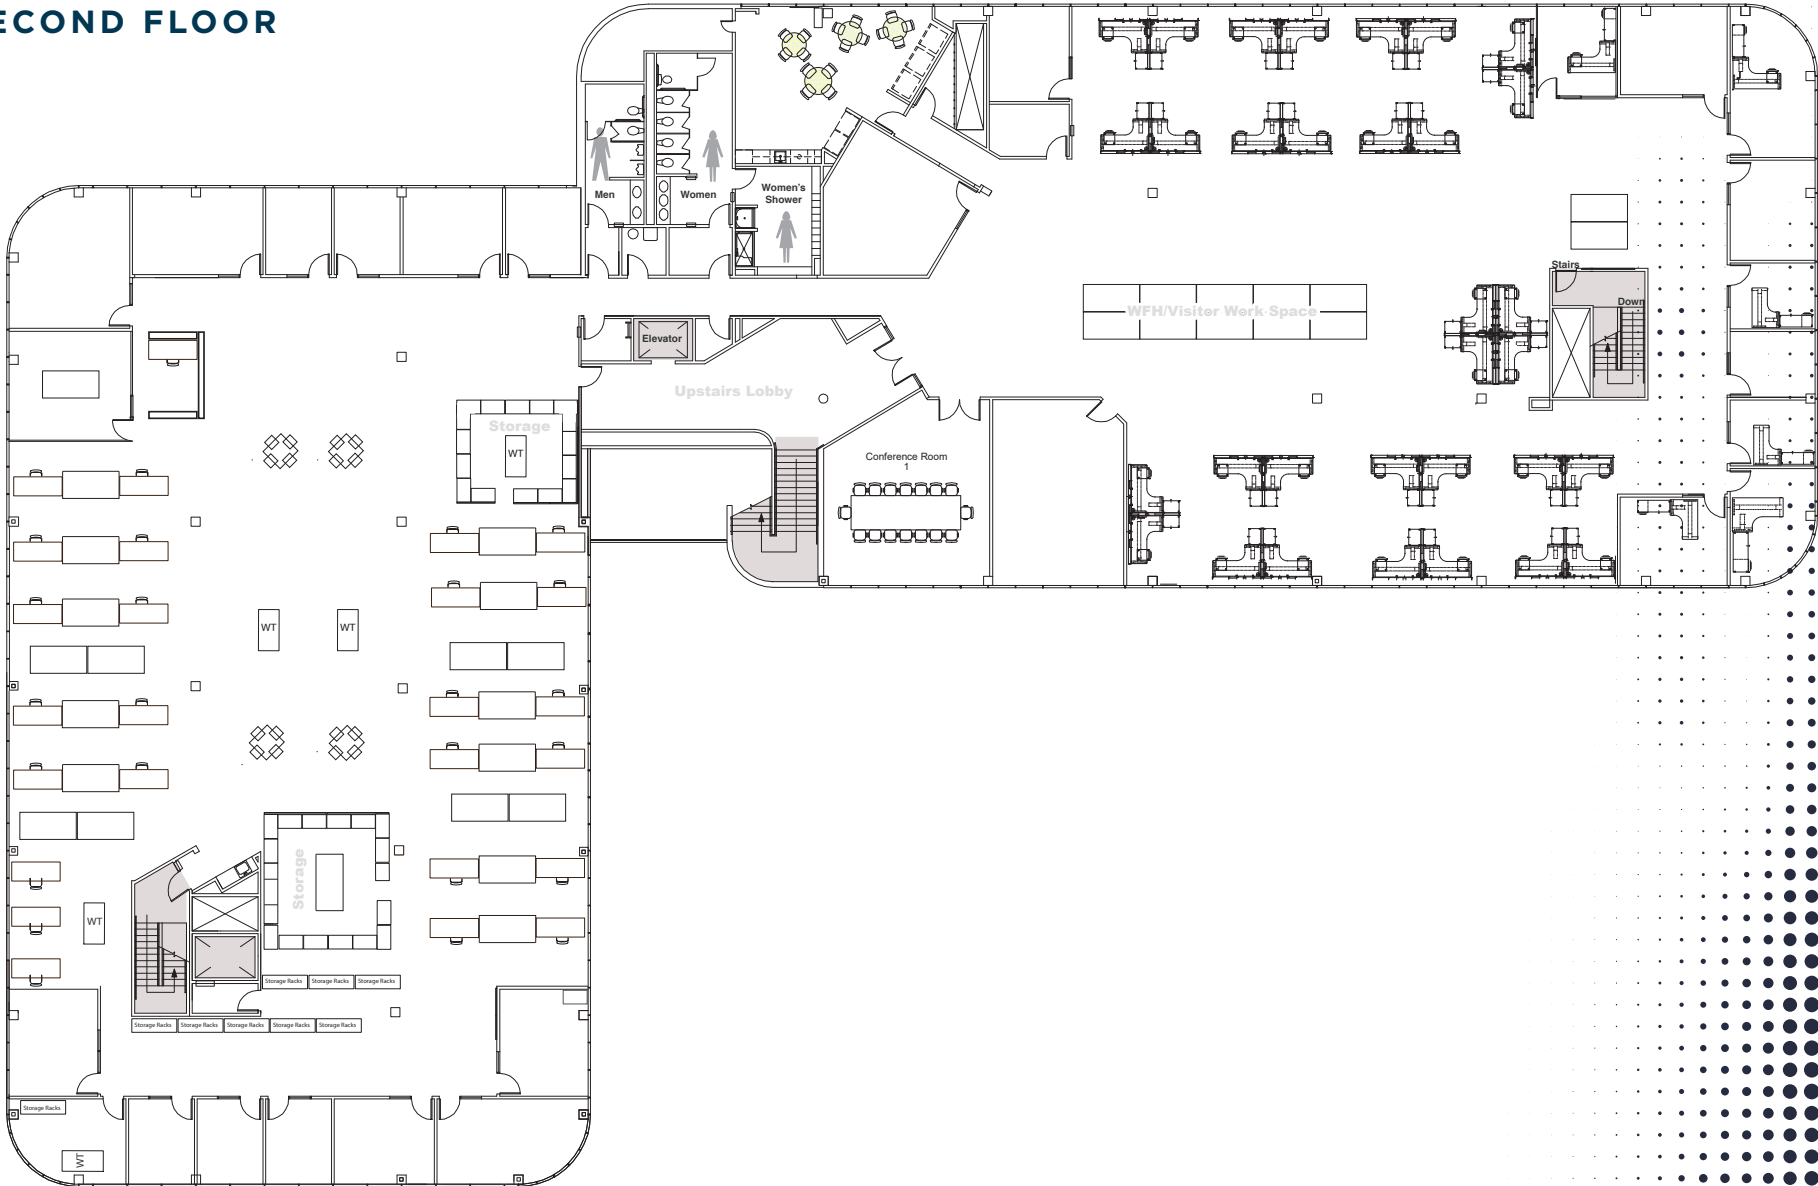 ECOND FLOOR
Men
Women
Women's
Shower
Stairs
Down
WFH/Visitor Work Space
Elevator
Upstairs Lobby
Storage
WT
Conference Room
1
WT
WT
Storage
WT
Storage Racks
Storage Racks
Storage Racks
Storage Racks
Storage Racks
Storage Racks
Storage Racks
Storage Racks
Storage Racks
WT